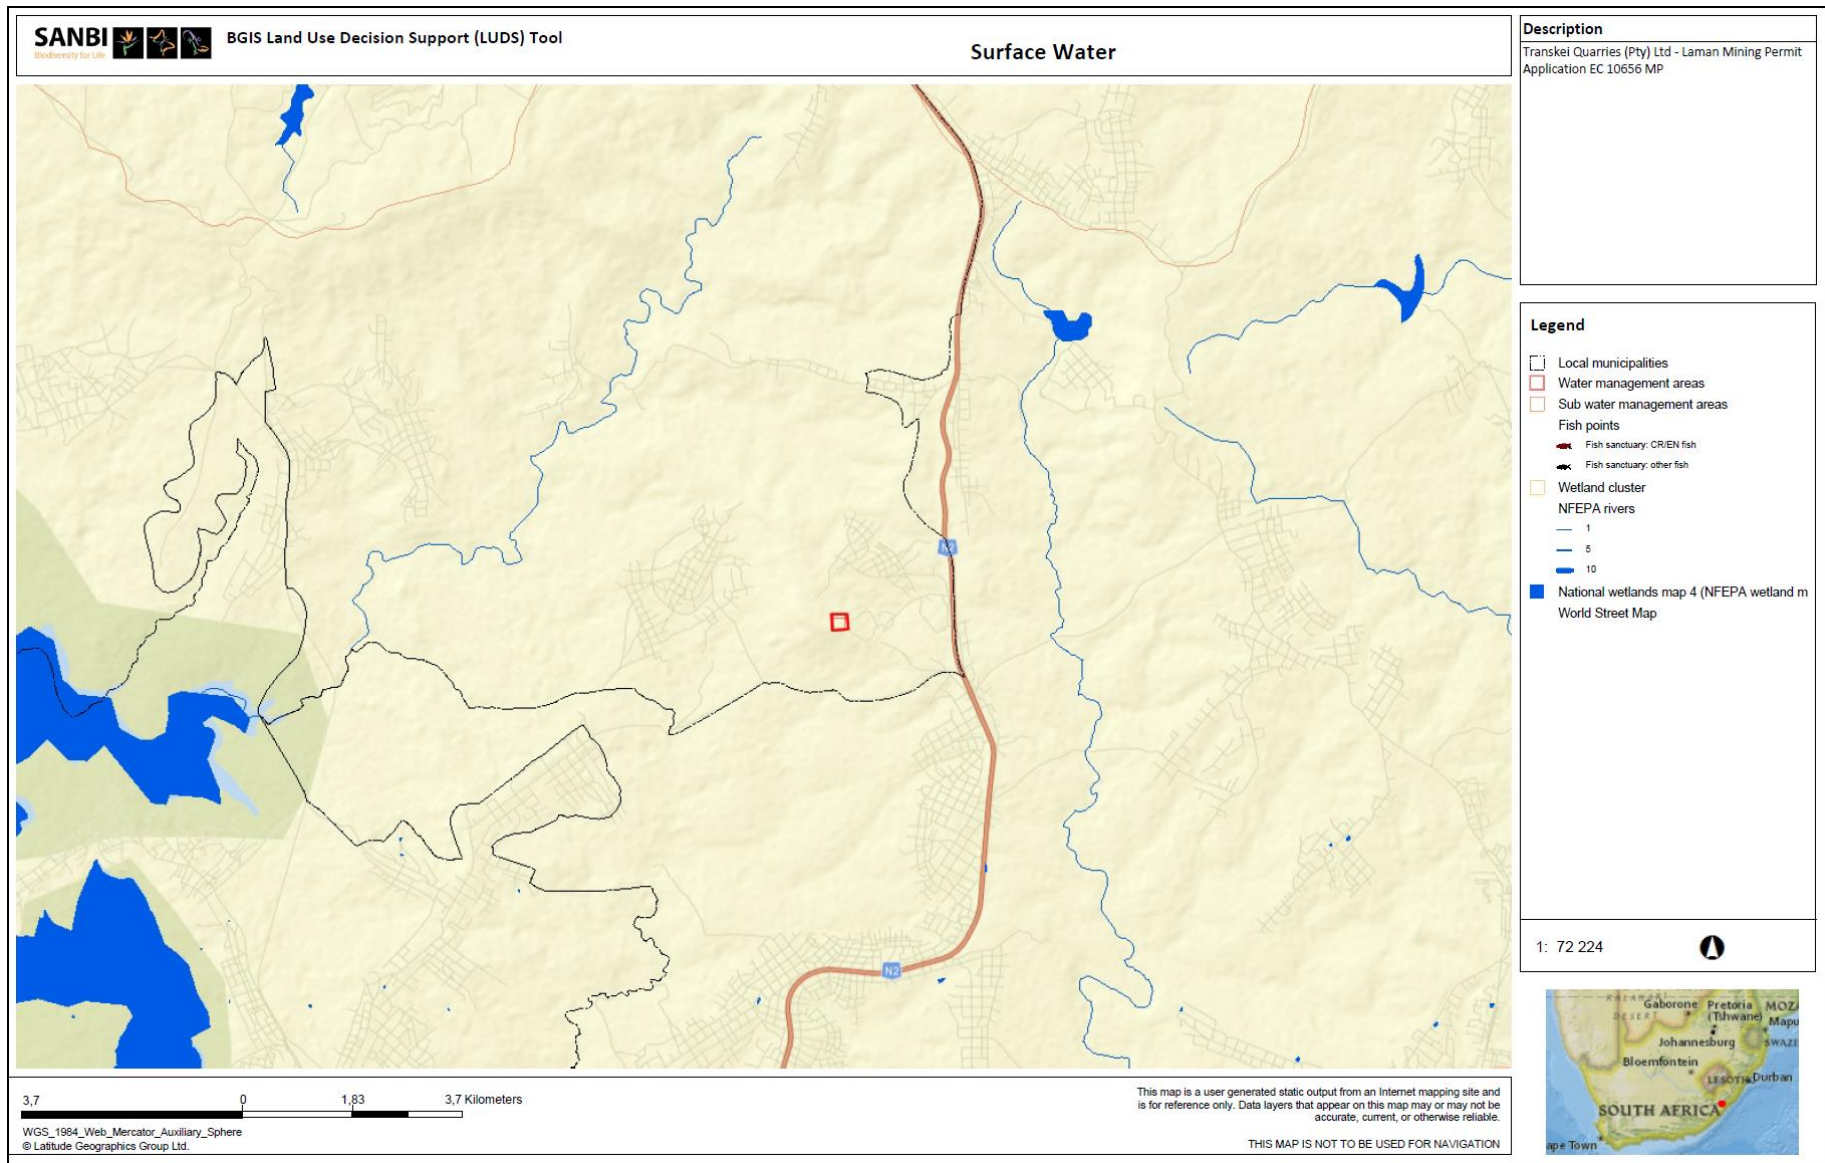 SANBI
Biodiversity for Life
BGIS Land Use Decision Support (LUDS) Tool
Surface Water
Description
Transkei Quarries (Pty) Ltd - Laman Mining Permit
Application EC 10656 MP
N2
Legend
Local municipalities
Water management areas
Sub water management areas
Fish points
Fish sanctuary: CR/EN fish
Fish sanctuary: other fish
Wetland cluster
NFEPA rivers
1
5
10
National wetlands map 4 (NFEPA wetland m
World Street Map
1: 72 224
N2
3,7 0 1,83 3,7 Kilometers
WGS_1984_Web_Mercator_Auxiliary_Sphere
© Latitude Geographics Group Ltd.
This map is a user generated static output from an Internet mapping site and
is for reference only. Data layers that appear on this map may or may not be
accurate, current, or otherwise reliable.
THIS MAP IS NOT TO BE USED FOR NAVIGATION
KALAHARI
Gaborone Pretoria MOZA
DESERT (Tshwane) Mapu
Johannesburg SWAZI
Bloemfontein
LESOTHO Durban
SOUTH AFRICA
ape Town